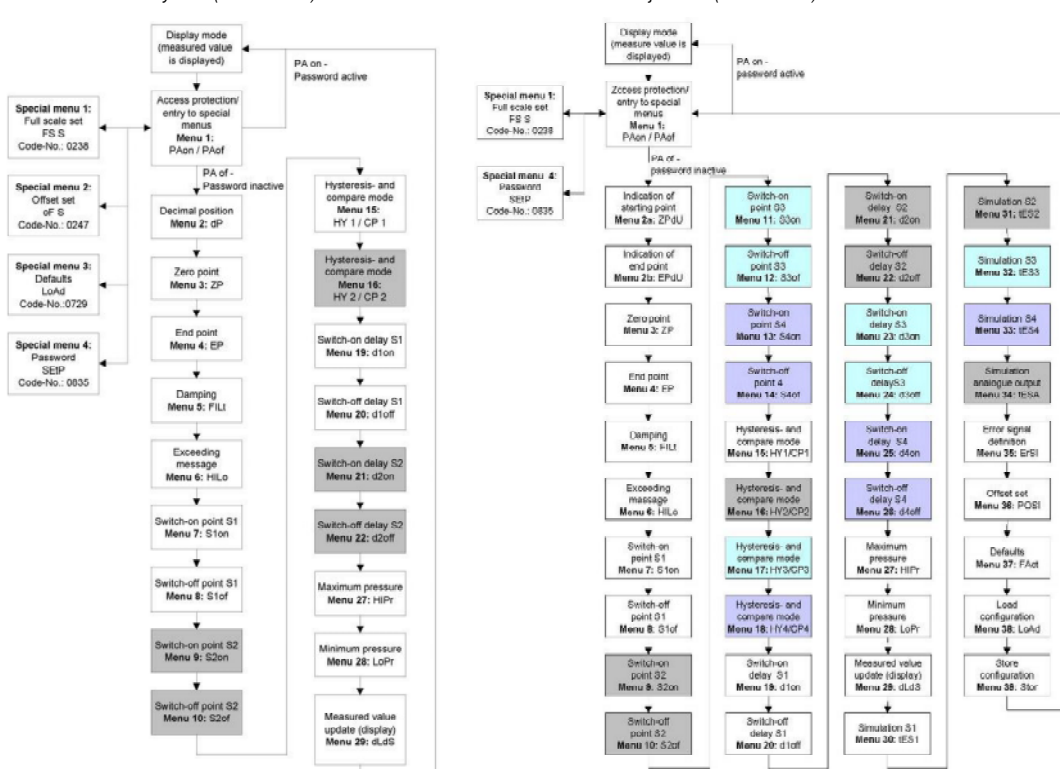 Display mode
(measured value
is displayed)
PA on -
Password active
Special menu 1:
Full scale set
FS S
Code-No.: 0238
Access protection/
entry to special
menus
Menu 1:
PAon / PAof
PA of -
Password inactive
Special menu 2:
Offset set
oF S
Code-No.: 0247
Special menu 3:
Defaults
LoAd
Code-No.:0729
Special menu 4:
Password
SEtP
Code-No.: 0835
Decimal position
Menu 2: dP
Zero point
Menu 3: ZP
End point
Menu 4: EP
Damping
Menu 5: FILt
Exceeding
message
Menu 6: HILo
Switch-on point S1
Menu 7: S1on
Switch-off point S1
Menu 8: S1of
Switch-on point S2
Menu 9: S2on
Switch-off point S2
Menu 10: S2of
Hysteresis- and
compare mode
Menu 15:
HY 1 / CP 1
Hysteresis- and
compare mode
Menu 16:
HY 2 / CP 2
Switch-on delay S1
Menu 19: d1on
Switch-off delay S1
Menu 20: d1off
Switch-on delay S2
Menu 21: d2on
Switch-off delay S2
Menu 22: d2off
Maximum pressure
Menu 27: HIPr
Minimum pressure
Menu 28: LoPr
Measured value
update (display)
Menu 29: dLdS
Display mode
(measure value is
displayed)
PA on -
password active
Special menu 1:
Full scale set
FS S
Code-No.: 0238
Zccess protection/
entry to special
menus
Menu 1:
PAon / PAof
PA of -
password inactive
Special menu 4:
Password
SEtP
Code-No.: 0835
Indication of
starting point
Menu 2a: ZPdU
Indication of
end point
Menu 2b: EPdU
Zero point
Menu 3: ZP
End point
Menu 4: EP
Damping
Menu 5: FILt
Exceeding
massage
Menu 6: HILo
Switch-on
point S1
Menu 7: S1on
Switch-off
point S1
Menu 8: S1of
Switch-on
point S2
Menu 9: S2on
Switch-off
point S2
Menu 10: S2of
Switch-on
point S3
Menu 11: S3on
Switch-off
point S3
Menu 12: S3of
Switch-on
point S4
Menu 13: S4on
Switch-off
point 4
Menu 14: S4of
Hysteresis- and
compare mode
Menu 15: HY1/CP1
Hysteresis- and
compare mode
Menu 16: HY2/CP2
Hysteresis- and
compare mode
Menu 17: HY3/CP3
Hysteresis- and
compare mode
Menu 18: HY4/CP4
Switch-on
delay S1
Menu 19: d1on
Switch-off
delay S1
Menu 20: d1off
Switch-on
delay S2
Menu 21: d2on
Switch-off
delay S2
Menu 22: d2off
Switch-on
delay S3
Menu 23: d3on
Switch-off
delayS3
Menu 24: d3off
Switch-on
delay S4
Menu 25: d4on
Switch-off
delay S4
Menu 26: d4off
Maximum
pressure
Menu 27: HIPr
Minimum
pressure
Menu 28: LoPr
Measured value
update (display)
Menu 29: dLdS
Simulation S1
Menu 30: tES1
Simulation S2
Menu 31: tES2
Simulation S3
Menu 32: tES3
Simulation S4
Menu 33: tES4
Simulation
analogue output
Menu 34: tESA
Error signal
definition
Menu 35: ErSI
Offset set
Menu 36: POSI
Defaults
Menu 37: FAct
Load
configuration
Menu 38: LoAd
Store
configuration
Menu 39: Stor